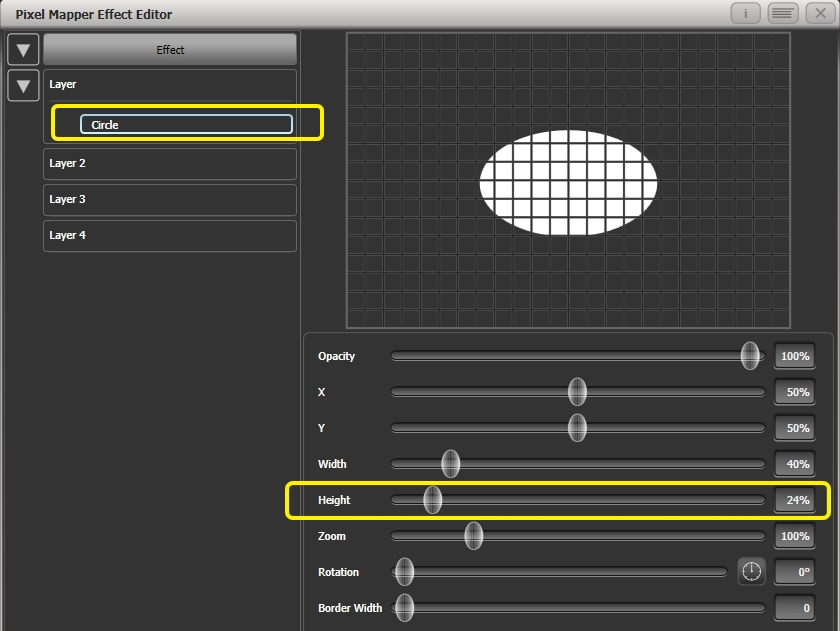 Pixel Mapper Effect Editor
i
Effect
Layer
Circle
Layer 2
Layer 3
Layer 4
Opacity 100%
X 50%
Y 50%
Width 40%
Height 24%
Zoom 100%
Rotation 0°
Border Width 0